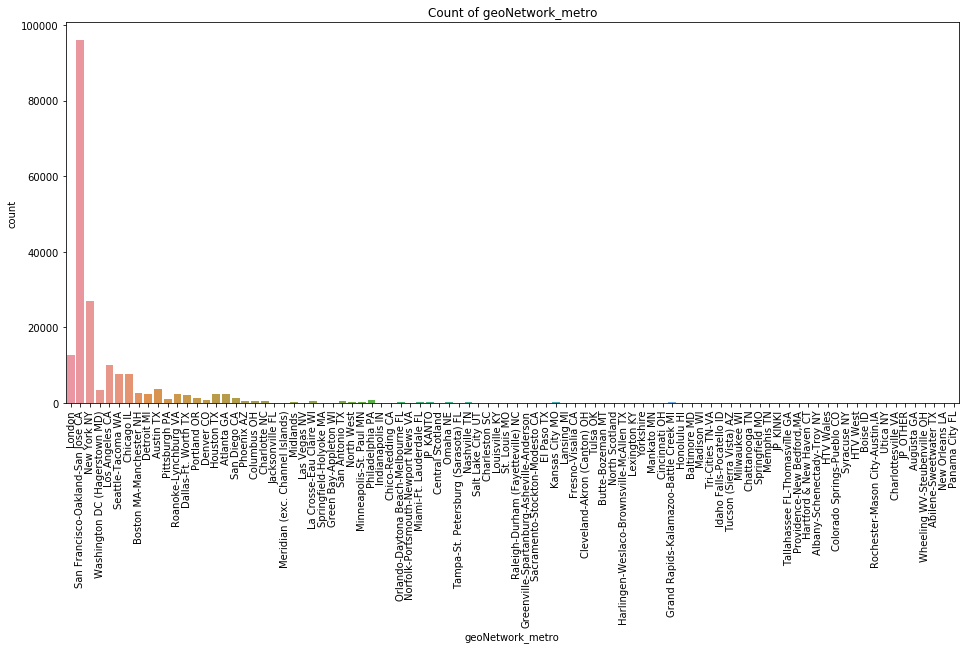 Count of geoNetwork_metro
count
100000
80000
60000
40000
20000
0
London
San Francisco-Oakland-San Jose CA
New York NY
Washington DC (Hagerstown MD)
Los Angeles CA
Seattle-Tacoma WA
Chicago IL
Boston MA-Manchester NH
Detroit MI
Austin TX
Pittsburgh PA
Roanoke-Lynchburg VA
Dallas-Ft. Worth TX
Portland OR
Denver CO
Houston TX
Atlanta GA
San Diego CA
Phoenix AZ
Columbus OH
Charlotte NC
Jacksonville FL
Meridian (exc. Channel Islands)
Midlands
Las Vegas NV
La Crosse-Eau Claire WI
Springfield-Holyoke MA
Green Bay-Appleton WI
San Antonio TX
North West
Minneapolis-St. Paul MN
Philadelphia PA
Indianapolis IN
Chico-Redding CA
Orlando-Daytona Beach-Melbourne FL
Norfolk-Portsmouth-Newport News VA
Miami-Ft. Lauderdale FL
JP_KANTO
Central Scotland
Omaha NE
Tampa-St. Petersburg (Sarasota) FL
Nashville TN
Salt Lake City UT
Charleston SC
Louisville KY
St. Louis MO
Raleigh-Durham (Fayetteville) NC
Greenville-Spartanburg-Asheville-Anderson
Sacramento-Stockton-Modesto CA
El Paso TX
Kansas City MO
Lansing MI
Fresno-Visalia CA
Cleveland-Akron (Canton) OH
Tulsa OK
Butte-Bozeman MT
North Scotland
Harlingen-Weslaco-Brownsville-McAllen TX
Lexington KY
Yorkshire
Mankato MN
Cincinnati OH
Grand Rapids-Kalamazoo-Battle Creek MI
Honolulu HI
Baltimore MD
Madison WI
Tri-Cities TN-VA
Idaho Falls-Pocatello ID
Tucson (Sierra Vista) AZ
Milwaukee WI
Chattanooga TN
Springfield MO
Memphis TN
JP_KINKI
Tallahassee FL-Thomasville GA
Providence-New Bedford,MA
Hartford & New Haven CT
Albany-Schenectady-Troy NY
HTV Wales
Colorado Springs-Pueblo CO
Syracuse NY
HTV West
Boise ID
Rochester-Mason City-Austin,IA
Utica NY
Charlottesville VA
JP_OTHER
Augusta GA
Wheeling WV-Steubenville OH
Abilene-Sweetwater TX
New Orleans LA
Panama City FL
geoNetwork_metro